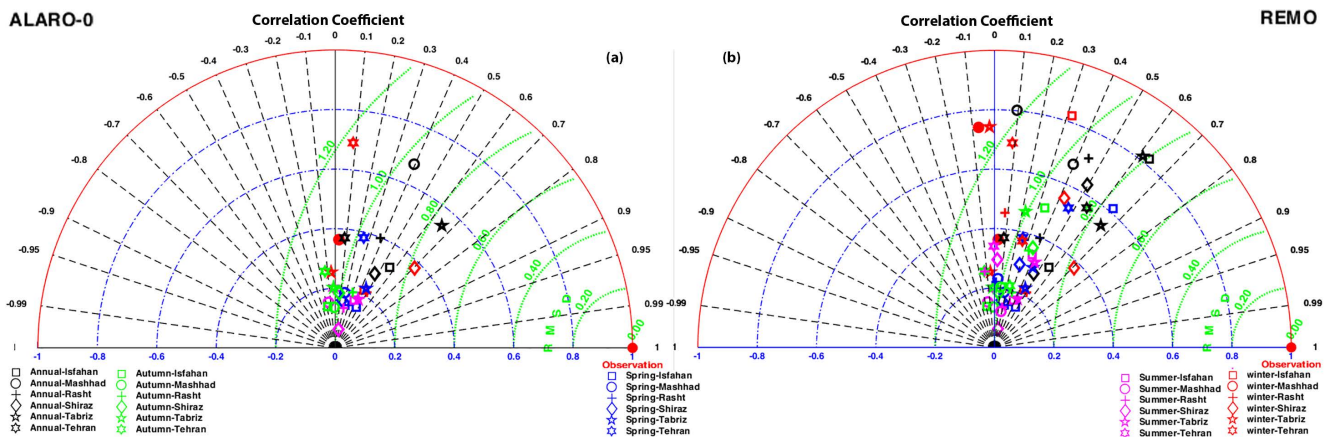 ALARO-0
REMO
Correlation Coefficient
(a)
-0.99 -0.95 -0.9 -0.8 -0.7 -0.6 -0.5 -0.4 -0.3 -0.2 -0.1 0 0.1 0.2 0.3 0.4 0.5 0.6 0.7 0.8 0.9 0.95 0.99 1
1.20
1.00
0.80
0.60
0.40
0.20
0.00
R M S D
1 -1 -0.8 -0.6 -0.4 -0.2 0 0.2 0.4 0.6 0.8 1
Correlation Coefficient
(b)
-0.99 -0.95 -0.9 -0.8 -0.7 -0.6 -0.5 -0.4 -0.3 -0.2 -0.1 0 0.1 0.2 0.3 0.4 0.5 0.6 0.7 0.8 0.9 0.95 0.99 1
1.20
1.00
0.80
0.60
0.40
0.20
0.00
R M S D
1 -1 -0.8 -0.6 -0.4 -0.2 0 0.2 0.4 0.6 0.8 1
Annual-Isfahan
Annual-Mashhad
Annual-Rasht
Annual-Shiraz
Annual-Tabriz
Annual-Tehran
Autumn-Isfahan
Autumn-Mashhad
Autumn-Rasht
Autumn-Shiraz
Autumn-Tabriz
Autumn-Tehran
Observation
Spring-Isfahan
Spring-Mashhad
Spring-Rasht
Spring-Shiraz
Spring-Tabriz
Spring-Tehran
Summer-Isfahan
Summer-Mashhad
Summer-Rasht
Summer-Shiraz
Summer-Tabriz
Summer-Tehran
Observation
winter-Isfahan
winter-Mashhad
winter-Rasht
winter-Shiraz
winter-Tabriz
winter-Tehran